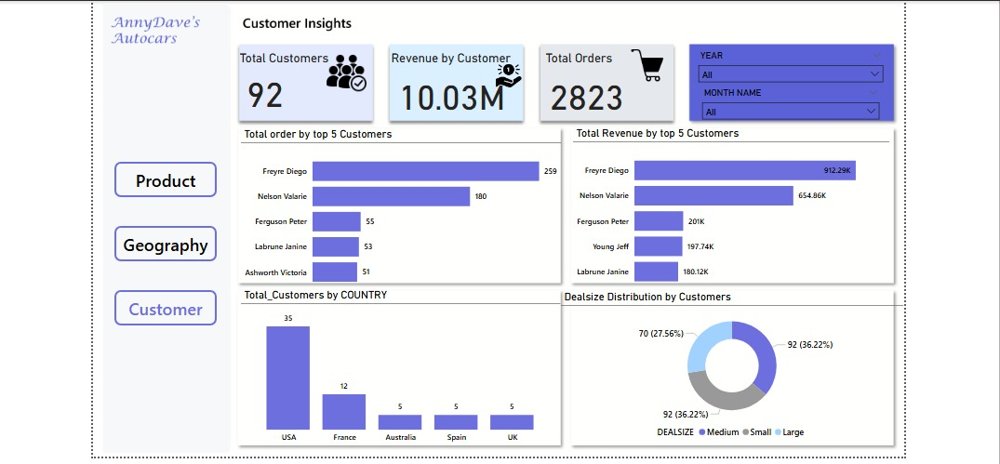 AnnyDave's
Autocars
Customer Insights
Total Customers
92
Revenue by Customer
10.03M
Total Orders
2823
YEAR
All
MONTH NAME
All
Product
Geography
Customer
Total order by top 5 Customers
Freyre Diego 259
Nelson Valarie 180
Ferguson Peter 55
Labrune Janine 53
Ashworth Victoria 51
Total Revenue by top 5 Customers
Freyre Diego 912.29K
Nelson Valarie 654.86K
Ferguson Peter 201K
Young Jeff 197.74K
Labrune Janine 180.12K
Total_Customers by COUNTRY
35
12
5
5
5
USA France Australia Spain UK
Dealsize Distribution by Customers
70 (27.56%)
92 (36.22%)
92 (36.22%)
DEALSIZE Medium Small Large